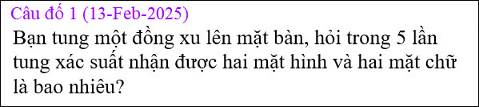 Câu đố 1 (13-Feb-2025)
Bạn tung một đồng xu lên mặt bàn, hỏi trong 5 lần
tung xác suất nhận được hai mặt hình và hai mặt chữ
là bao nhiêu?